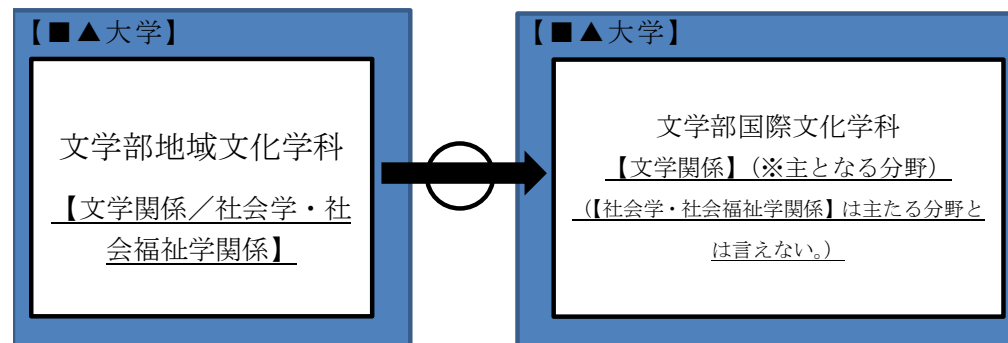 【■▲大学】
文学部地域文化学科
【文学関係／社会学・社
会福祉学関係】
【■▲大学】
文学部国際文化学科
【文学関係】（※主となる分野）
（【社会学・社会福祉学関係】は主たる分野と
は言えない。）